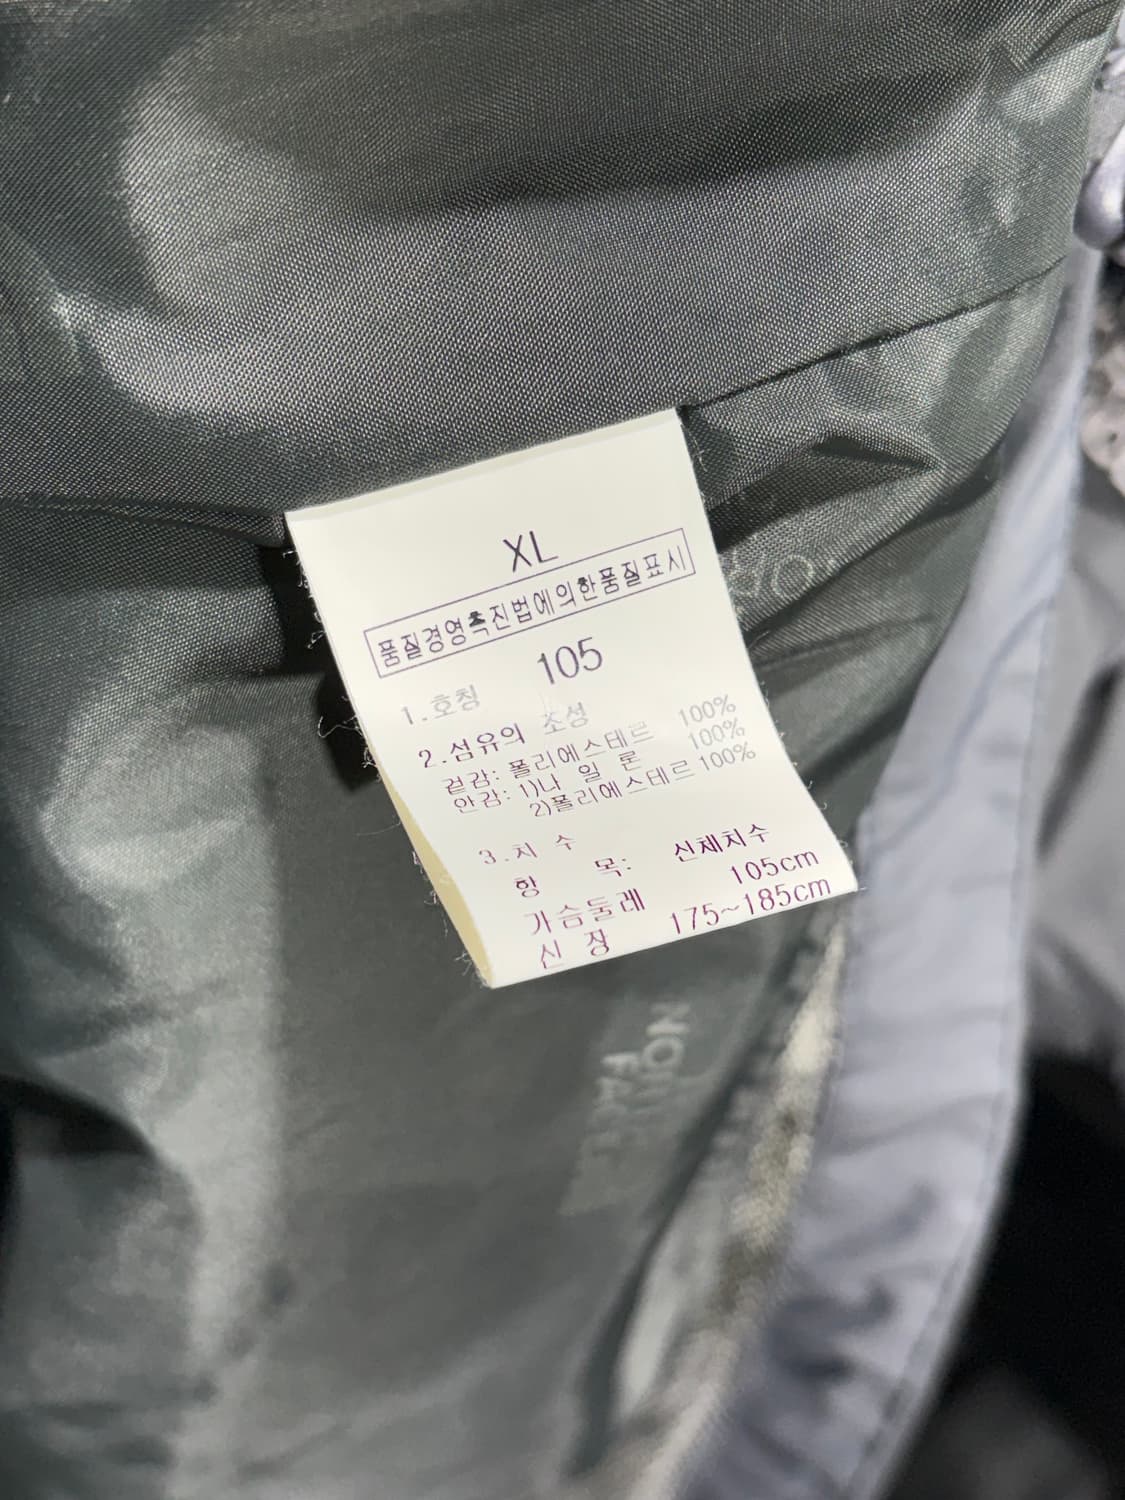 XL
품질경영촉진법에의한품질표시
105
1.호칭
2.섬유의 조성
겉감: 폴리에스테르 100%
안감: 1)나 일 론 100%
2)폴리에스테르 100%
3.치 수
항 목: 신체치수
가슴둘레 105cm
신 장 175~185cm